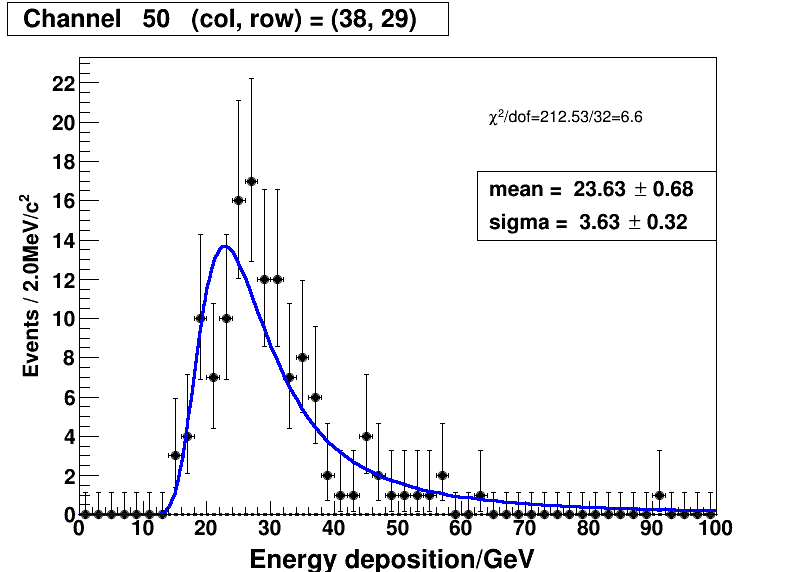 Channel 50 (col, row) = (38, 29)
χ²/dof=212.53/32=6.6
mean = 23.63 ± 0.68
sigma = 3.63 ± 0.32
Events / 2.0MeV/c²
22
20
18
16
14
12
10
8
6
4
2
0
0 10 20 30 40 50 60 70 80 90 100
Energy deposition/GeV